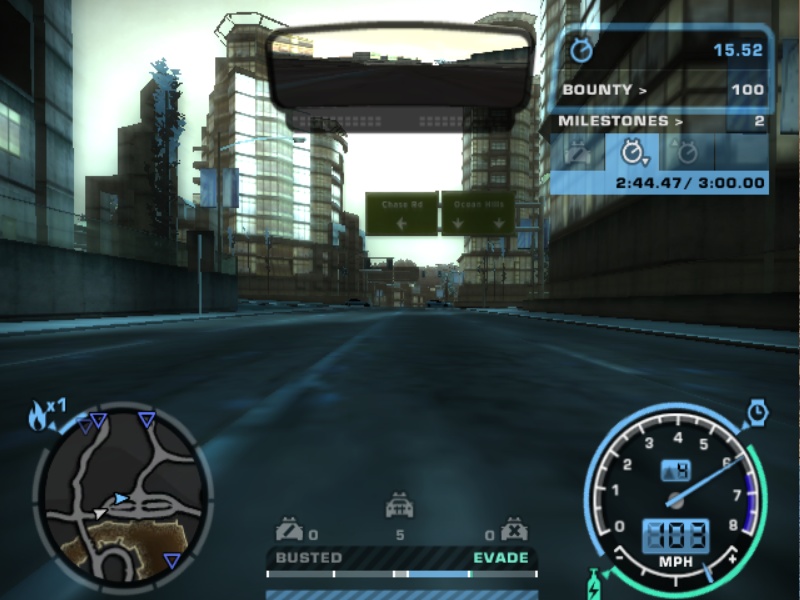 15.52
BOUNTY > 100
MILESTONES > 2
2:44.47/ 3:00.00
Chase Rd
Ocean Hills
x1
0 1 2 3 4 5 6 7 8
4
103
MPH
- +
0 5 0
BUSTED EVADE